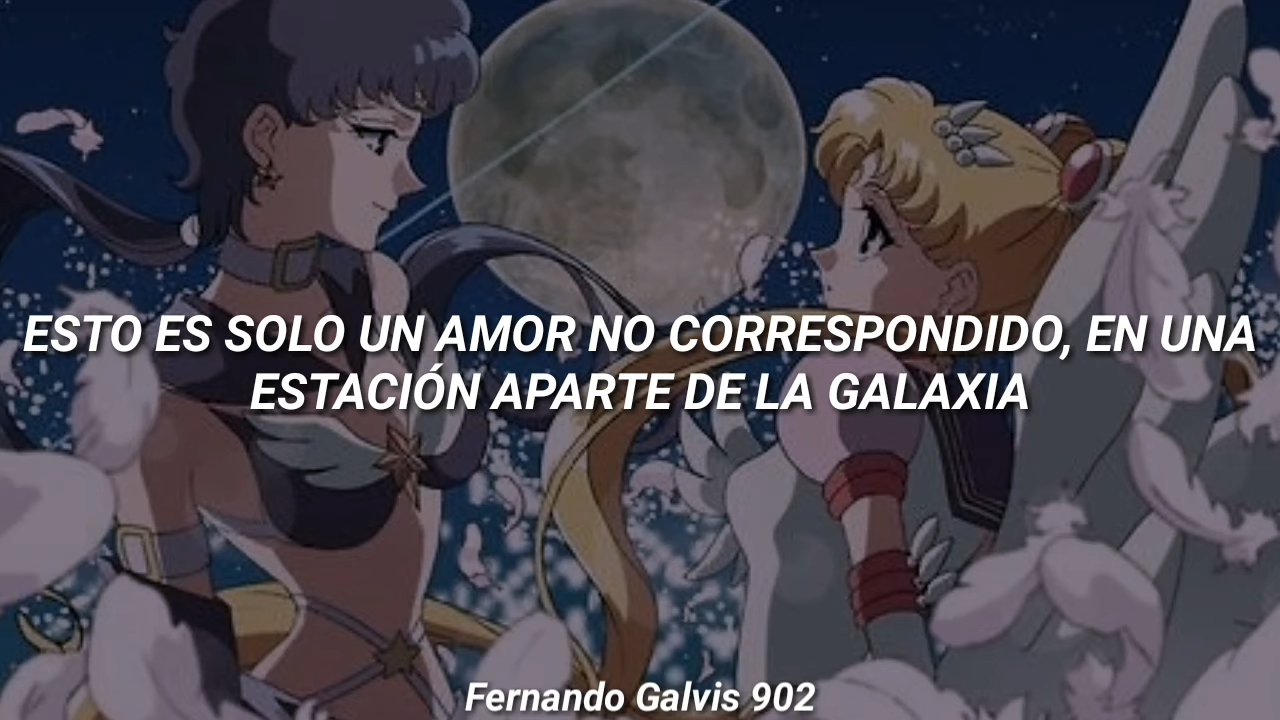 ESTO ES SOLO UN AMOR NO CORRESPONDIDO, EN UNA
ESTACIÓN APARTE DE LA GALAXIA
Fernando Galvis 902